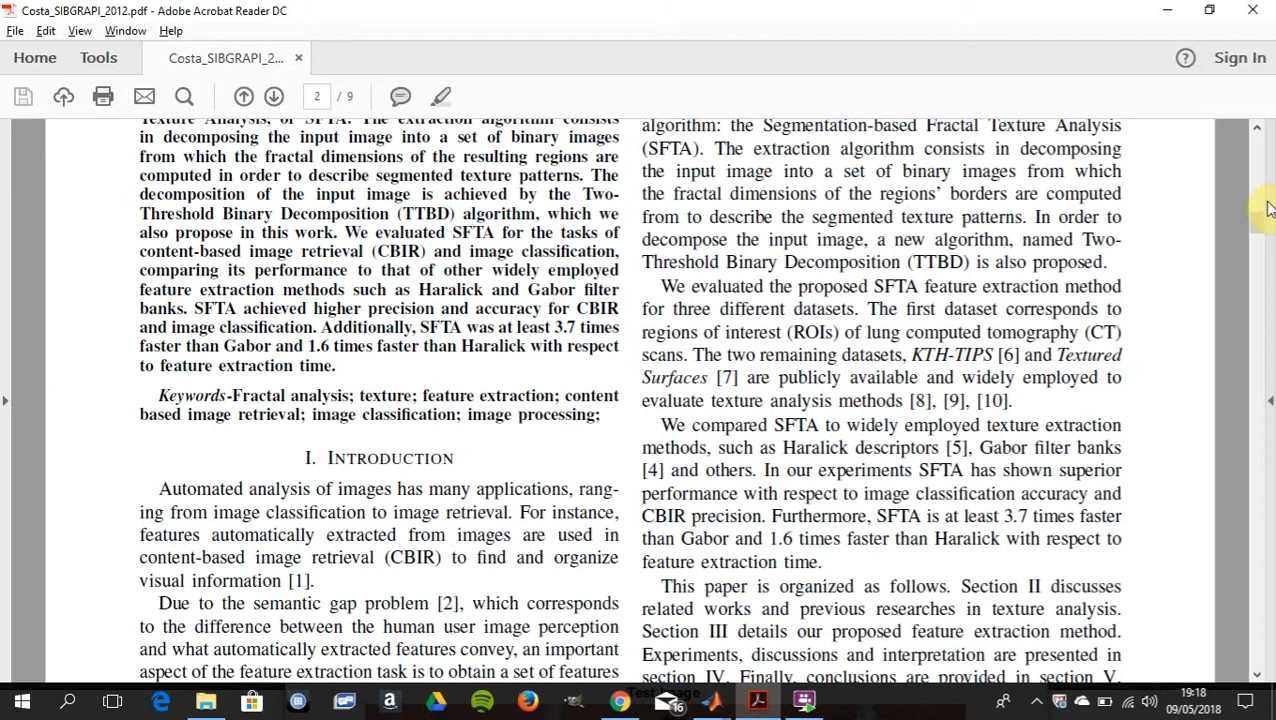 Costa_SIBGRAPI_2012.pdf - Adobe Acrobat Reader DC
File Edit View Window Help
Home Tools Costa_SIBGRAPI_2... × Sign In
2 / 9
Texture Analysis, or SFTA. The extraction algorithm consists
in decomposing the input image into a set of binary images
from which the fractal dimensions of the resulting regions are
computed in order to describe segmented texture patterns. The
decomposition of the input image is achieved by the Two-
Threshold Binary Decomposition (TTBD) algorithm, which we
also propose in this work. We evaluated SFTA for the tasks of
content-based image retrieval (CBIR) and image classification,
comparing its performance to that of other widely employed
feature extraction methods such as Haralick and Gabor filter
banks. SFTA achieved higher precision and accuracy for CBIR
and image classification. Additionally, SFTA was at least 3.7 times
faster than Gabor and 1.6 times faster than Haralick with respect
to feature extraction time.
Keywords-Fractal analysis; texture; feature extraction; content
based image retrieval; image classification; image processing;
I. INTRODUCTION
Automated analysis of images has many applications, rang-
ing from image classification to image retrieval. For instance,
features automatically extracted from images are used in
content-based image retrieval (CBIR) to find and organize
visual information [1].
Due to the semantic gap problem [2], which corresponds
to the difference between the human user image perception
and what automatically extracted features convey, an important
aspect of the feature extraction task is to obtain a set of features
algorithm: the Segmentation-based Fractal Texture Analysis
(SFTA). The extraction algorithm consists in decomposing
the input image into a set of binary images from which
the fractal dimensions of the regions' borders are computed
from to describe the segmented texture patterns. In order to
decompose the input image, a new algorithm, named Two-
Threshold Binary Decomposition (TTBD) is also proposed.
We evaluated the proposed SFTA feature extraction method
for three different datasets. The first dataset corresponds to
regions of interest (ROIs) of lung computed tomography (CT)
scans. The two remaining datasets, KTH-TIPS [6] and Textured
Surfaces [7] are publicly available and widely employed to
evaluate texture analysis methods [8], [9], [10].
We compared SFTA to widely employed texture extraction
methods, such as Haralick descriptors [5], Gabor filter banks
[4] and others. In our experiments SFTA has shown superior
performance with respect to image classification accuracy and
CBIR precision. Furthermore, SFTA is at least 3.7 times faster
than Gabor and 1.6 times faster than Haralick with respect to
feature extraction time.
This paper is organized as follows. Section II discusses
related works and previous researches in texture analysis.
Section III details our proposed feature extraction method.
Experiments, discussions and interpretation are presented in
section IV. Finally, conclusions are provided in section V.
Test Image
16
19:18
09/05/2018